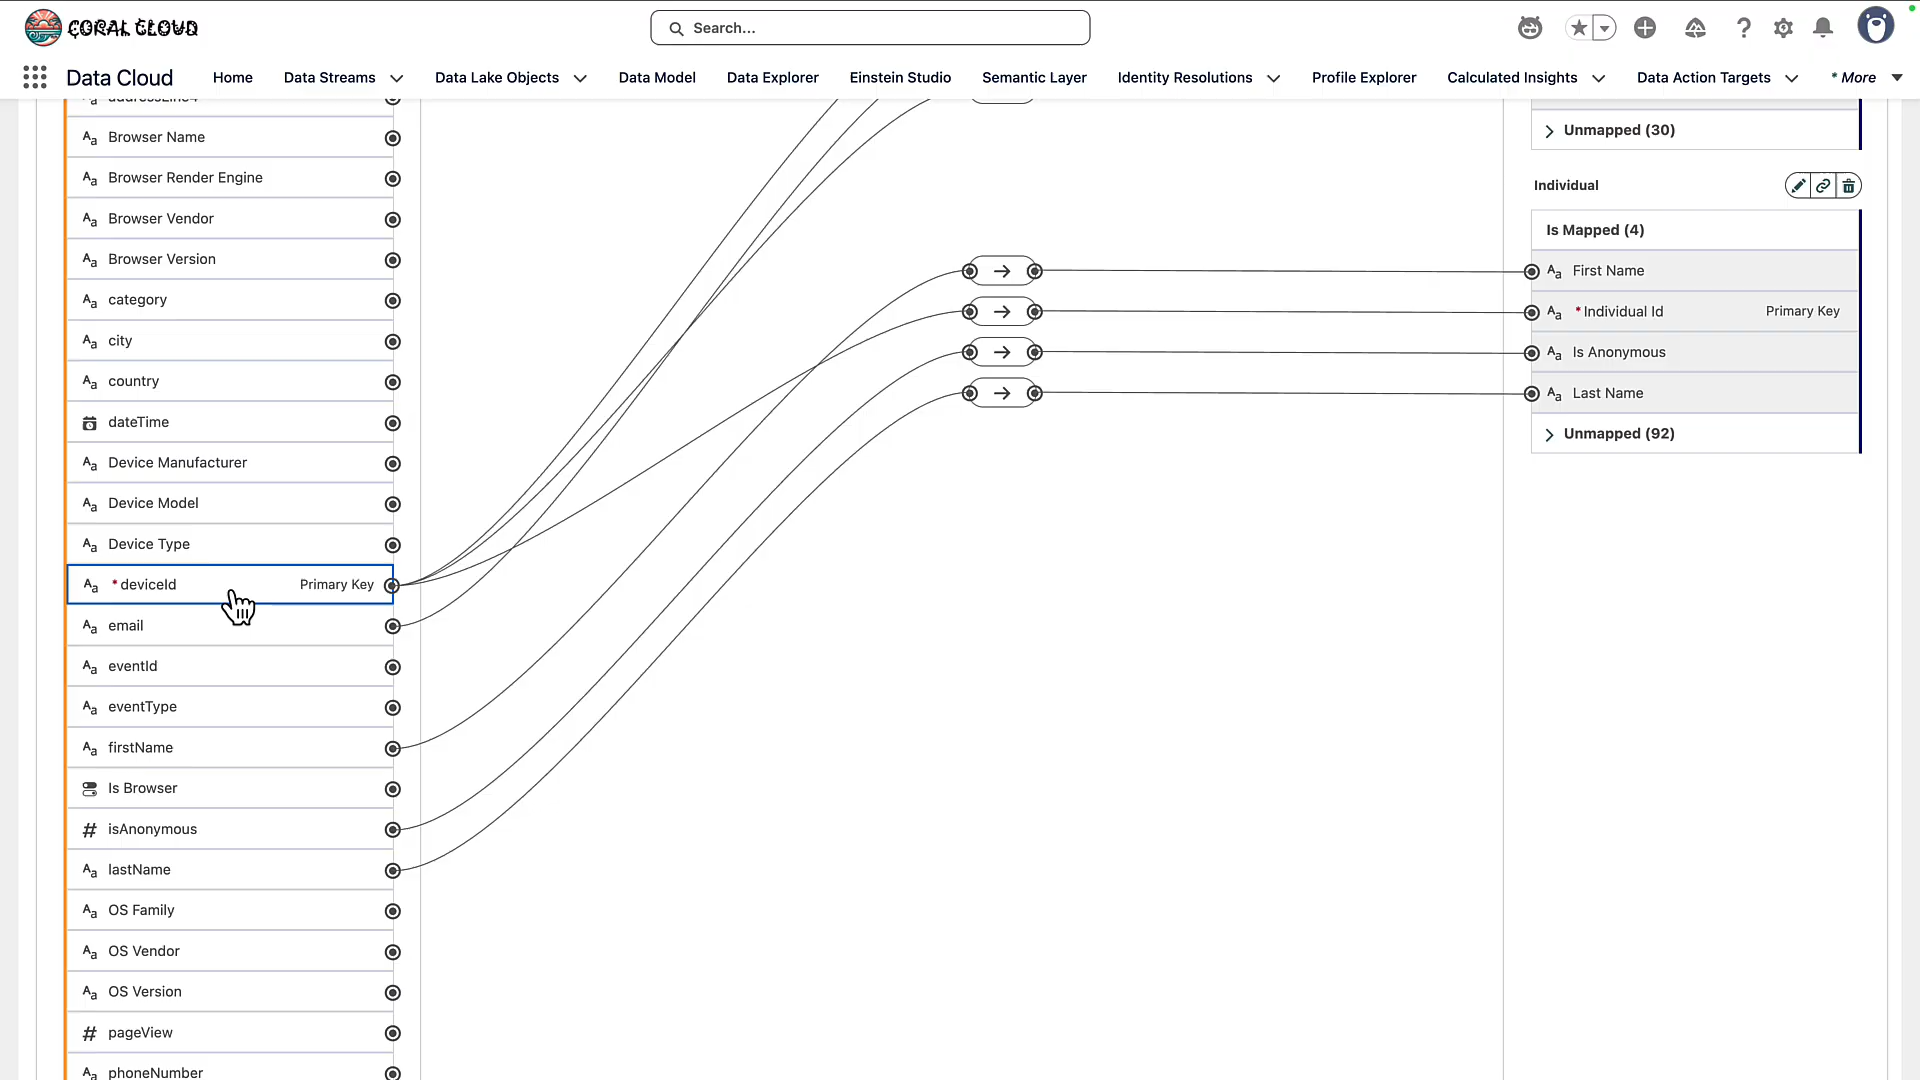 CORAL CLOUD
Search...
Data Cloud
Home
Data Streams
Data Lake Objects
Data Model
Data Explorer
Einstein Studio
Semantic Layer
Identity Resolutions
Profile Explorer
Calculated Insights
Data Action Targets
* More
addressLine4
Browser Name
Browser Render Engine
Browser Vendor
Browser Version
category
city
country
dateTime
Device Manufacturer
Device Model
Device Type
* deviceId Primary Key
email
eventId
eventType
firstName
Is Browser
# isAnonymous
lastName
OS Family
OS Vendor
OS Version
# pageView
phoneNumber
Unmapped (30)
Individual
Is Mapped (4)
First Name
* Individual Id Primary Key
Is Anonymous
Last Name
Unmapped (92)